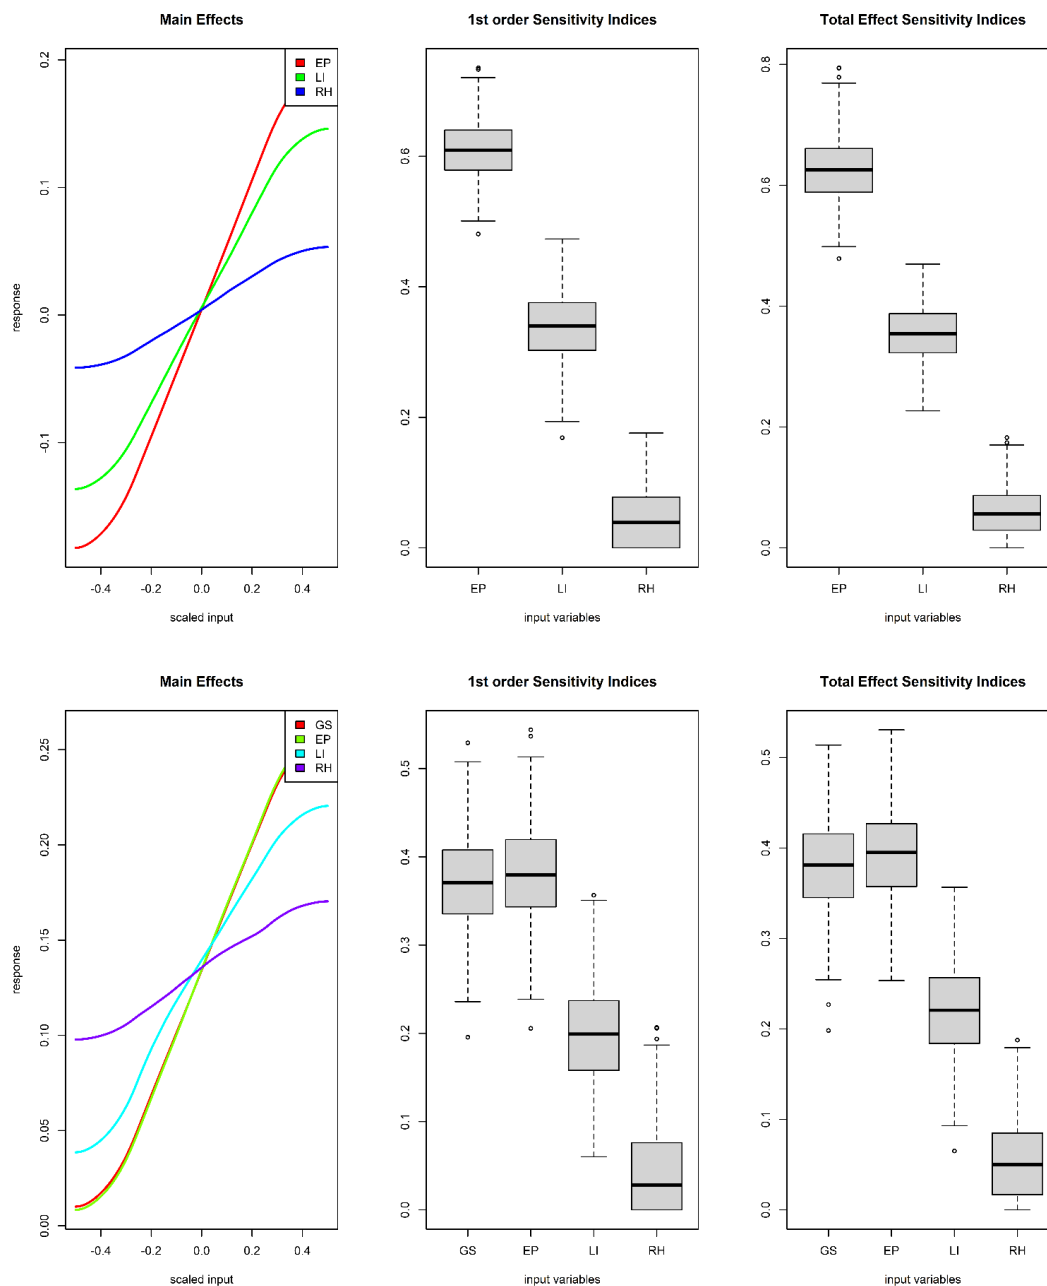 Main Effects
1st order Sensitivity Indices
Total Effect Sensitivity Indices
0.2
0.1
0.0
-0.1
response
EP
LI
RH
-0.4 -0.2 0.0 0.2 0.4
scaled input
0.6
0.4
0.2
0.0
EP LI RH
input variables
0.8
0.6
0.4
0.2
0.0
EP LI RH
input variables
Main Effects
1st order Sensitivity Indices
Total Effect Sensitivity Indices
0.25
0.20
0.15
0.10
0.05
0.00
response
GS
EP
LI
RH
-0.4 -0.2 0.0 0.2 0.4
scaled input
0.5
0.4
0.3
0.2
0.1
0.0
GS EP LI RH
input variables
0.5
0.4
0.3
0.2
0.1
0.0
GS EP LI RH
input variables